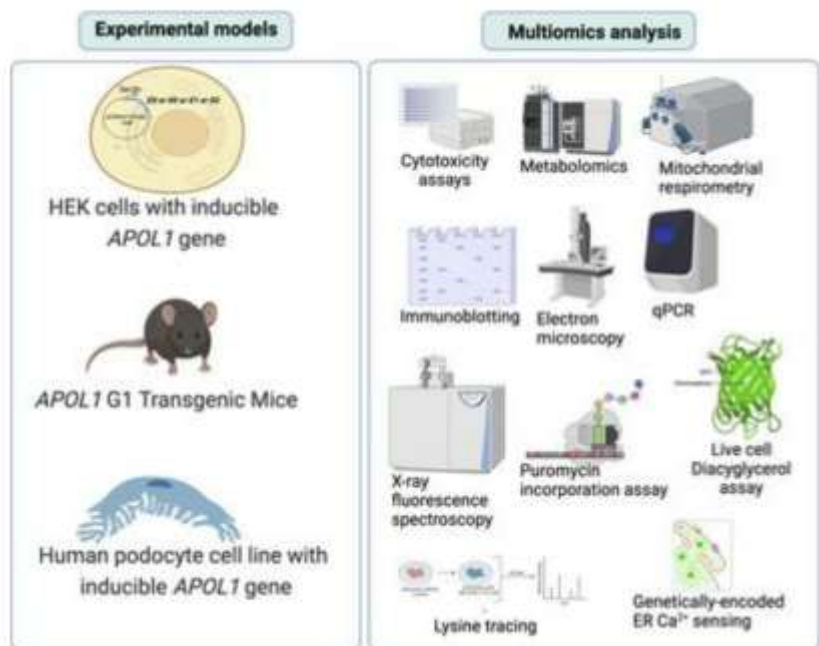 Experimental models
HEK cells with inducible
APOL1 gene
APOL1 G1 Transgenic Mice
Human podocyte cell line with
inducible APOL1 gene
Multiomics analysis
Cytotoxicity
assays
Metabolomics
Mitochondrial
respirometry
Immunoblotting
Electron
microscopy
qPCR
X-ray
fluorescence
spectroscopy
Puromycin
incorporation assay
Live cell
Diacyglycerol
assay
Lysine tracing
Genetically-encoded
ER Ca²⁺ sensing